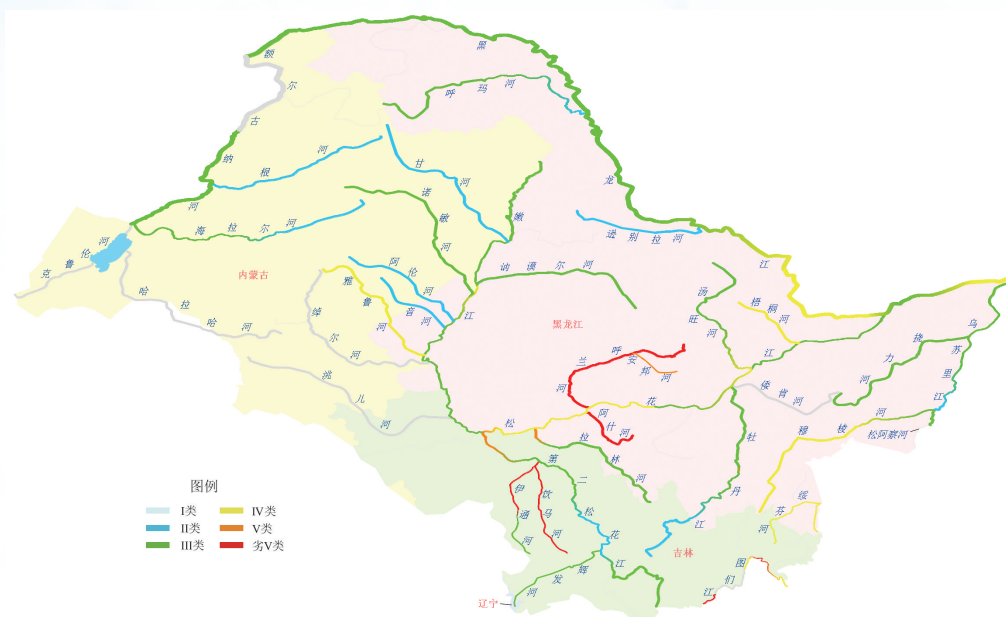 额尔古纳河
黑龙江
呼玛河
根河
甘河
诺敏河
嫩江
海拉尔河
逊别拉河
克鲁伦河
内蒙古
哈拉哈河
阿伦河
音河
雅鲁河
绰尔河
洮儿河
讷谟尔河
黑龙江
汤旺河
梧桐河
乌苏里江
挠力河
呼兰河
安邦河
松花江
倭肯河
穆棱河
松阿察河
阿什河
拉林河
牡丹江
绥芬河
第二松花江
伊通河
饮马河
辉发河
吉林
图们江
辽宁
图例
I类
II类
III类
IV类
V类
劣V类